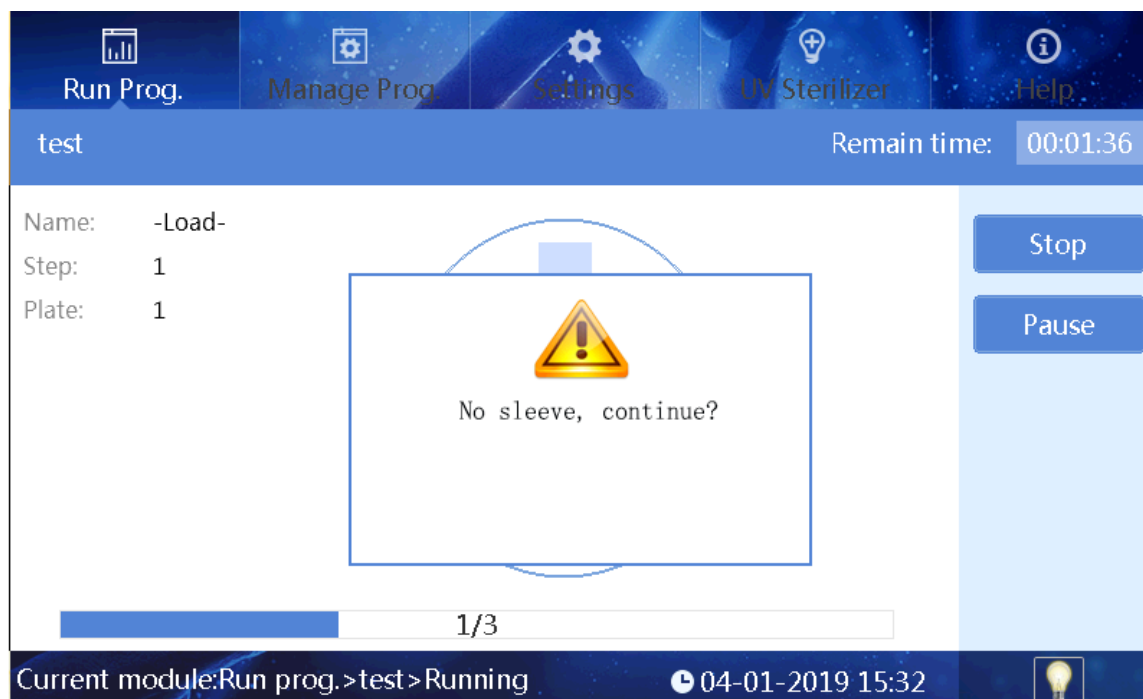 Run Prog.
Manage Prog.
Settings
UV Sterilizer
Help
test
Remain time: 00:01:36
Name: -Load-
Step: 1
Plate: 1
Stop
Pause
No sleeve, continue?
1/3
Current module:Run prog.>test>Running
04-01-2019 15:32